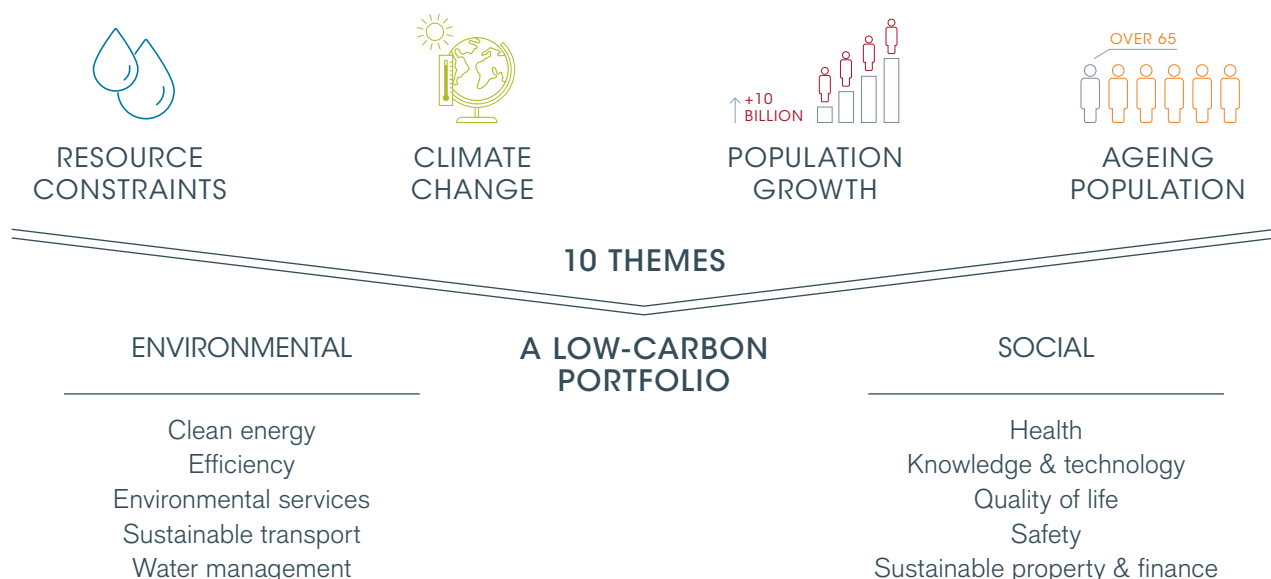 OVER 65
+10
BILLION
RESOURCE
CONSTRAINTS
CLIMATE
CHANGE
POPULATION
GROWTH
AGEING
POPULATION
10 THEMES
ENVIRONMENTAL
Clean energy
Efficiency
Environmental services
Sustainable transport
Water management
A LOW-CARBON
PORTFOLIO
SOCIAL
Health
Knowledge & technology
Quality of life
Safety
Sustainable property & finance